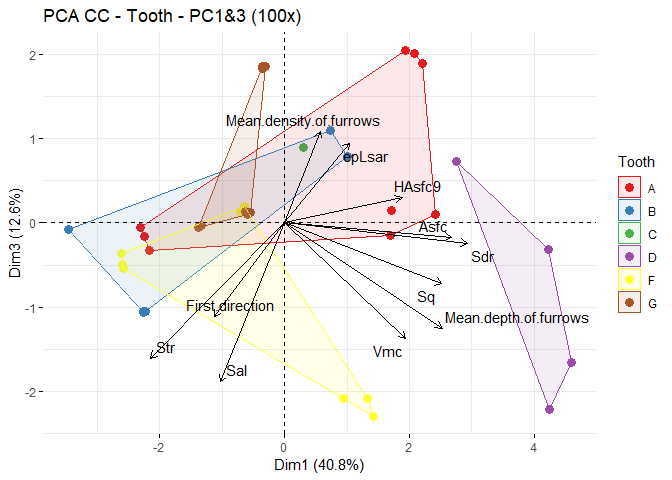 PCA CC - Tooth - PC1&3 (100x)
2
1
0
-1
-2
Dim3 (12.6%)
Mean.density.of.furrows
epLsar
HAsfc9
Asfc
Sdr
Sq
Mean.depth.of.furrows
First.direction
Str
Sal
Vmc
-2
0
2
4
Dim1 (40.8%)
Tooth
A
B
C
D
F
G